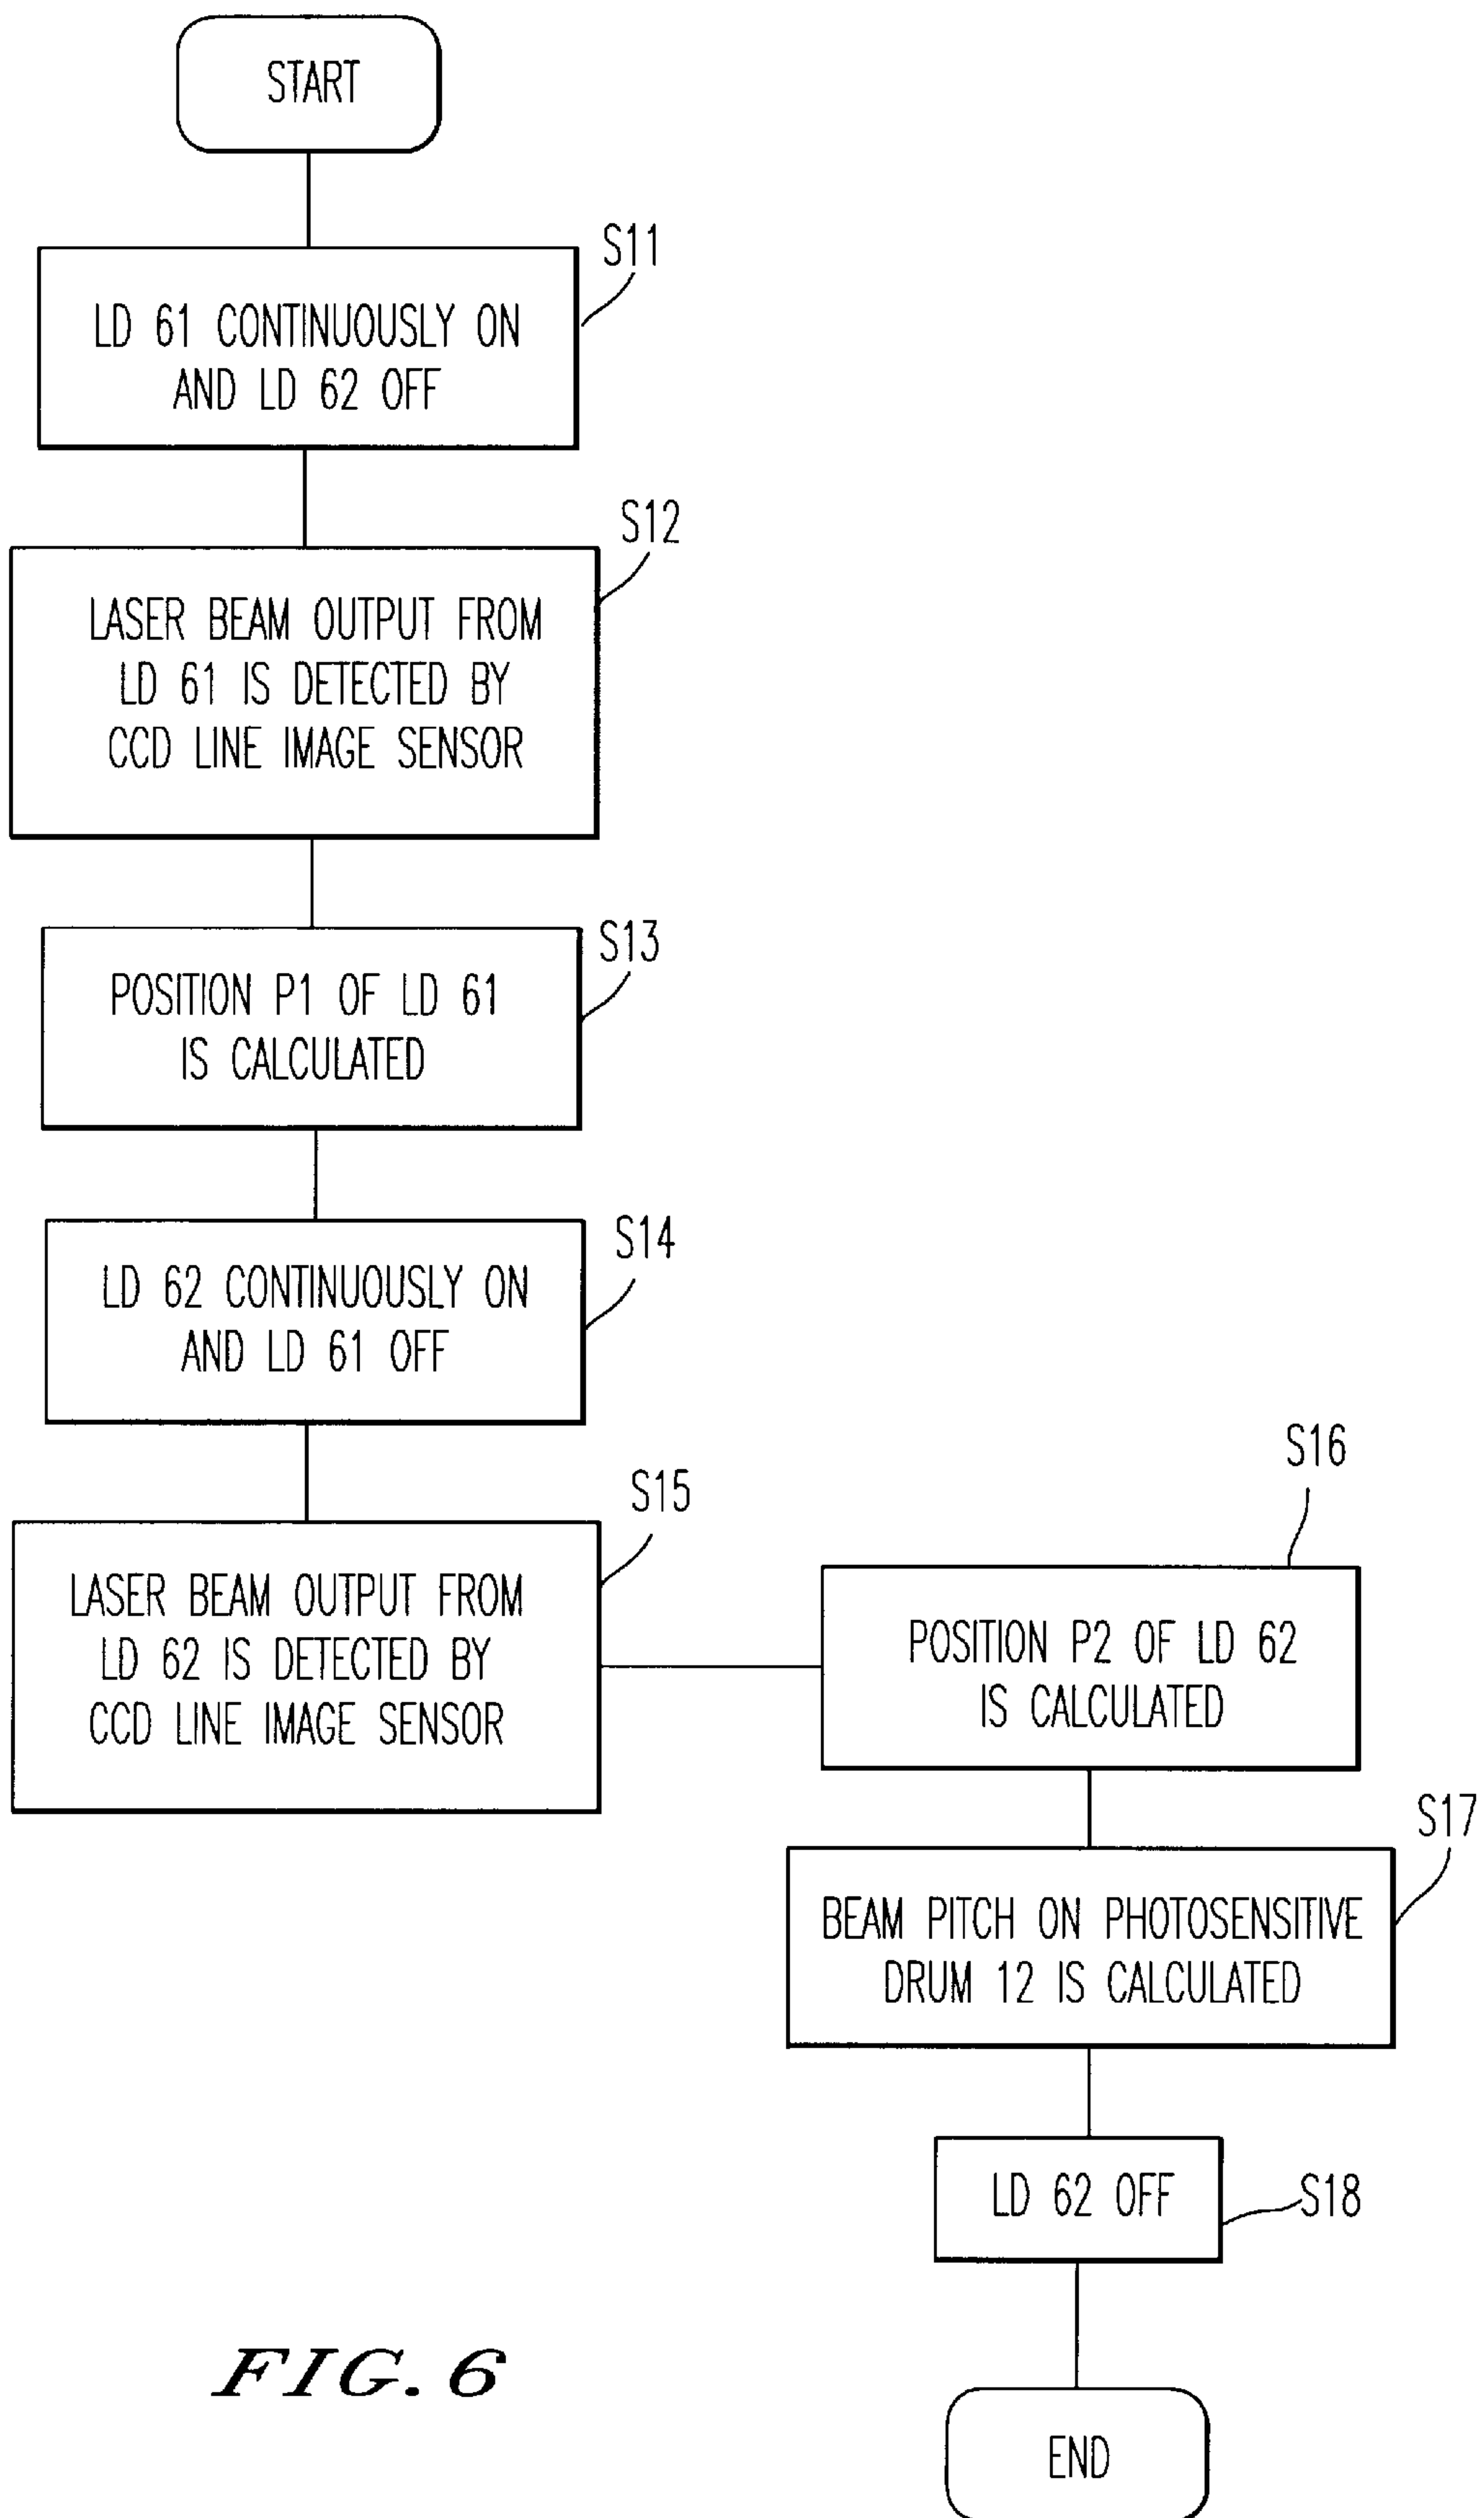 START
S11
LD 61 CONTINUOUSLY ON
AND LD 62 OFF
S12
LASER BEAM OUTPUT FROM
LD 61 IS DETECTED BY
CCD LINE IMAGE SENSOR
S13
POSITION P1 OF LD 61
IS CALCULATED
S14
LD 62 CONTINUOUSLY ON
AND LD 61 OFF
S15
LASER BEAM OUTPUT FROM
LD 62 IS DETECTED BY
CCD LINE IMAGE SENSOR
S16
POSITION P2 OF LD 62
IS CALCULATED
S17
BEAM PITCH ON PHOTOSENSITIVE
DRUM 12 IS CALCULATED
LD 62 OFF
S18
END
FIG. 6